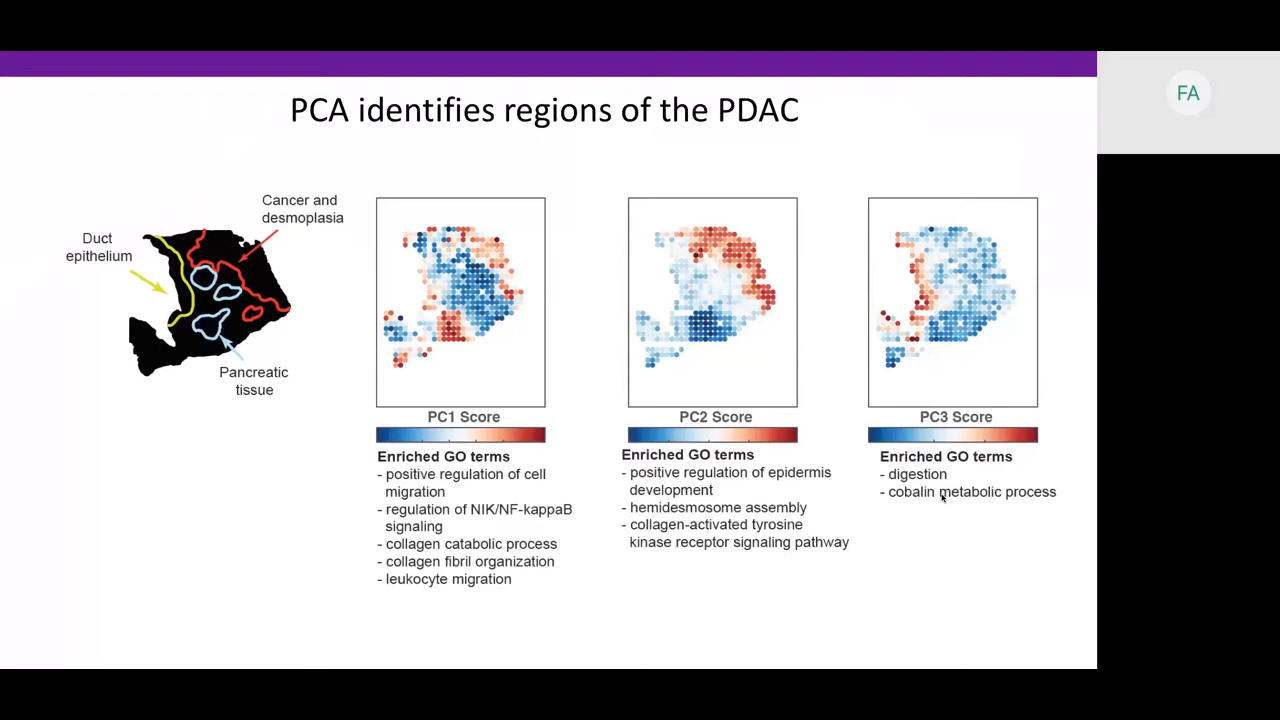 FA
PCA identifies regions of the PDAC
Cancer and
desmoplasia
Duct
epithelium
Pancreatic
tissue
PC1 Score
Enriched GO terms
- positive regulation of cell
migration
- regulation of NIK/NF-kappaB
signaling
- collagen catabolic process
- collagen fibril organization
- leukocyte migration
PC2 Score
Enriched GO terms
- positive regulation of epidermis
development
- hemidesmosome assembly
- collagen-activated tyrosine
kinase receptor signaling pathway
PC3 Score
Enriched GO terms
- digestion
- cobalin metabolic process